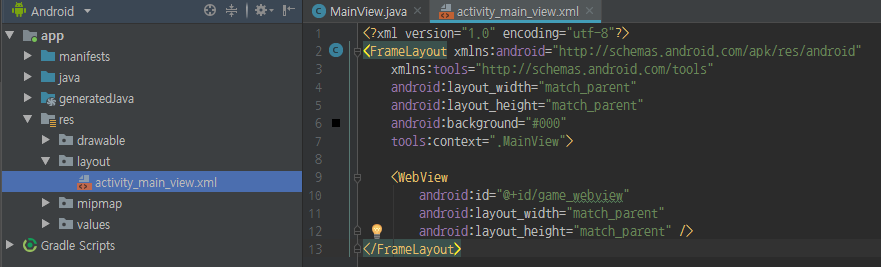 Android
app
manifests
java
generatedJava
res
drawable
layout
activity_main_view.xml
mipmap
values
Gradle Scripts
MainView.java
activity_main_view.xml
1 <?xml version="1.0" encoding="utf-8"?>
2 <FrameLayout xmlns:android="http://schemas.android.com/apk/res/android"
3 xmlns:tools="http://schemas.android.com/tools"
4 android:layout_width="match_parent"
5 android:layout_height="match_parent"
6 android:background="#000"
7 tools:context=".MainView">
8
9 <WebView
10 android:id="@+id/game_webview"
11 android:layout_width="match_parent"
12 android:layout_height="match_parent" />
13 </FrameLayout>